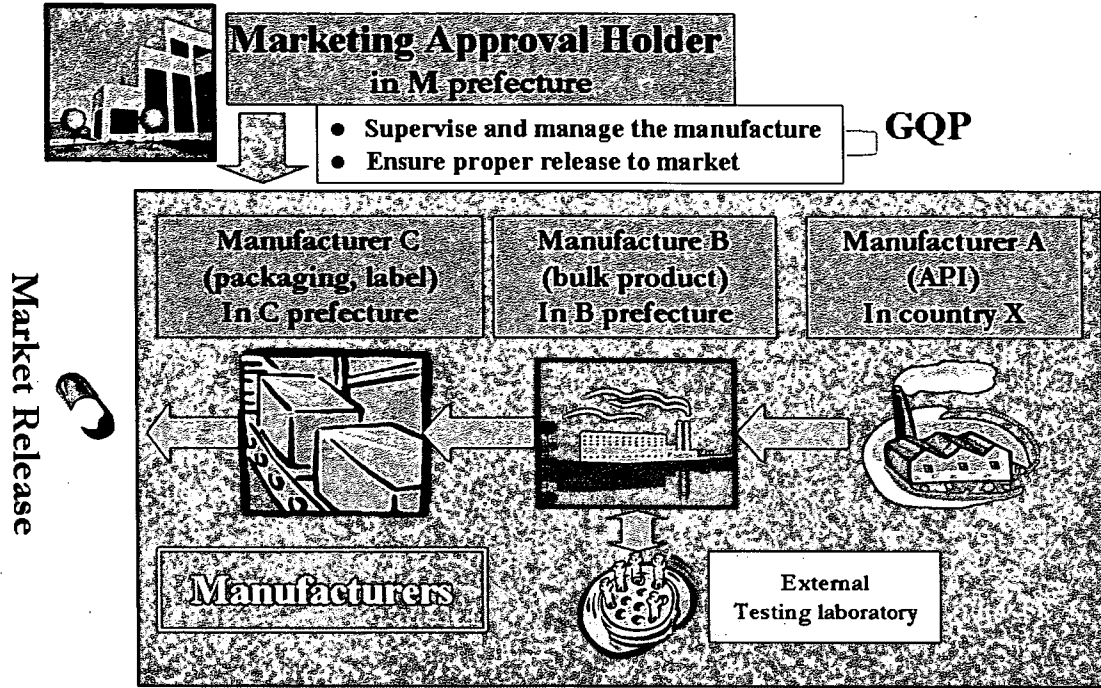 Marketing Approval Holder
in M prefecture
● Supervise and manage the manufacture
● Ensure proper release to market
GQP
Manufacturer C
(packaging, label)
In C prefecture
Manufacture B
(bulk product)
In B prefecture
Manufacturer A
(API)
In country X
Market Release
Manufacturers
External
Testing laboratory